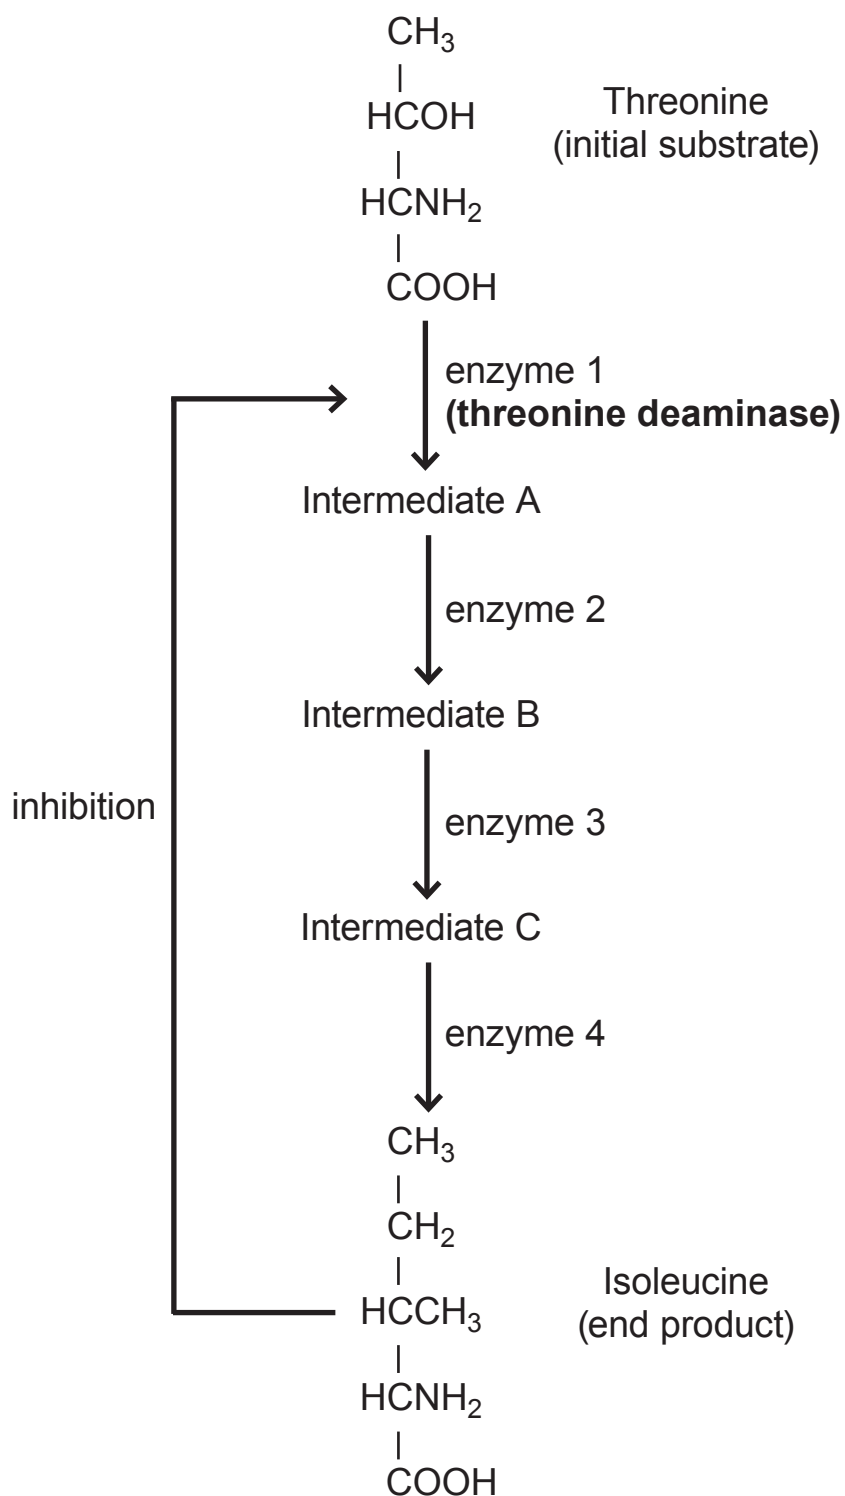 CH₃
HCOH
Threonine
(initial substrate)
HCNH₂
COOH
enzyme 1
(threonine deaminase)
Intermediate A
enzyme 2
Intermediate B
inhibition
enzyme 3
Intermediate C
enzyme 4
CH₃
CH₂
HCCH₃
Isoleucine
(end product)
HCNH₂
COOH